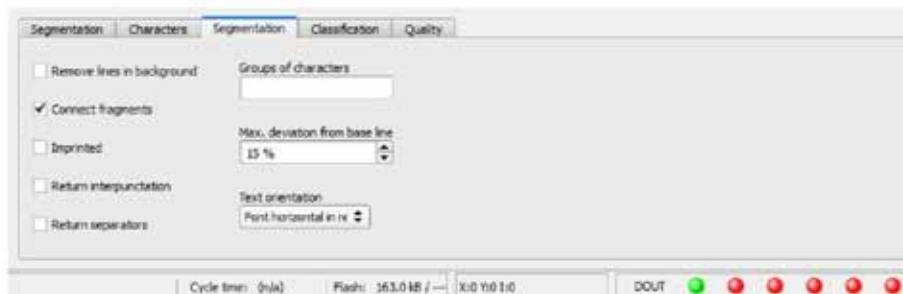 Segmentation Characters Segmentation Classification Quality
Remove lines in background
Connect fragments
Imprinted
Return interpunctation
Return separators
Groups of characters
Max. deviation from base line
15 %
Text orientation
Font horizontal in re
Cycle time: (n/a) Flash: 163.0 kB / --- X:0 Y:0 I:0 DOUT